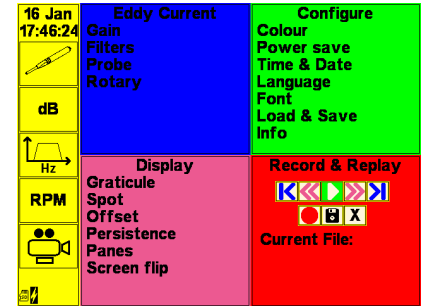 16 Jan
17:46:24
dB
Hz
RPM
Eddy Current
Gain
Filters
Probe
Rotary
Configure
Colour
Power save
Time & Date
Language
Font
Load & Save
Info
Display
Graticule
Spot
Offset
Persistence
Panes
Screen flip
Record & Replay
X
Current File: